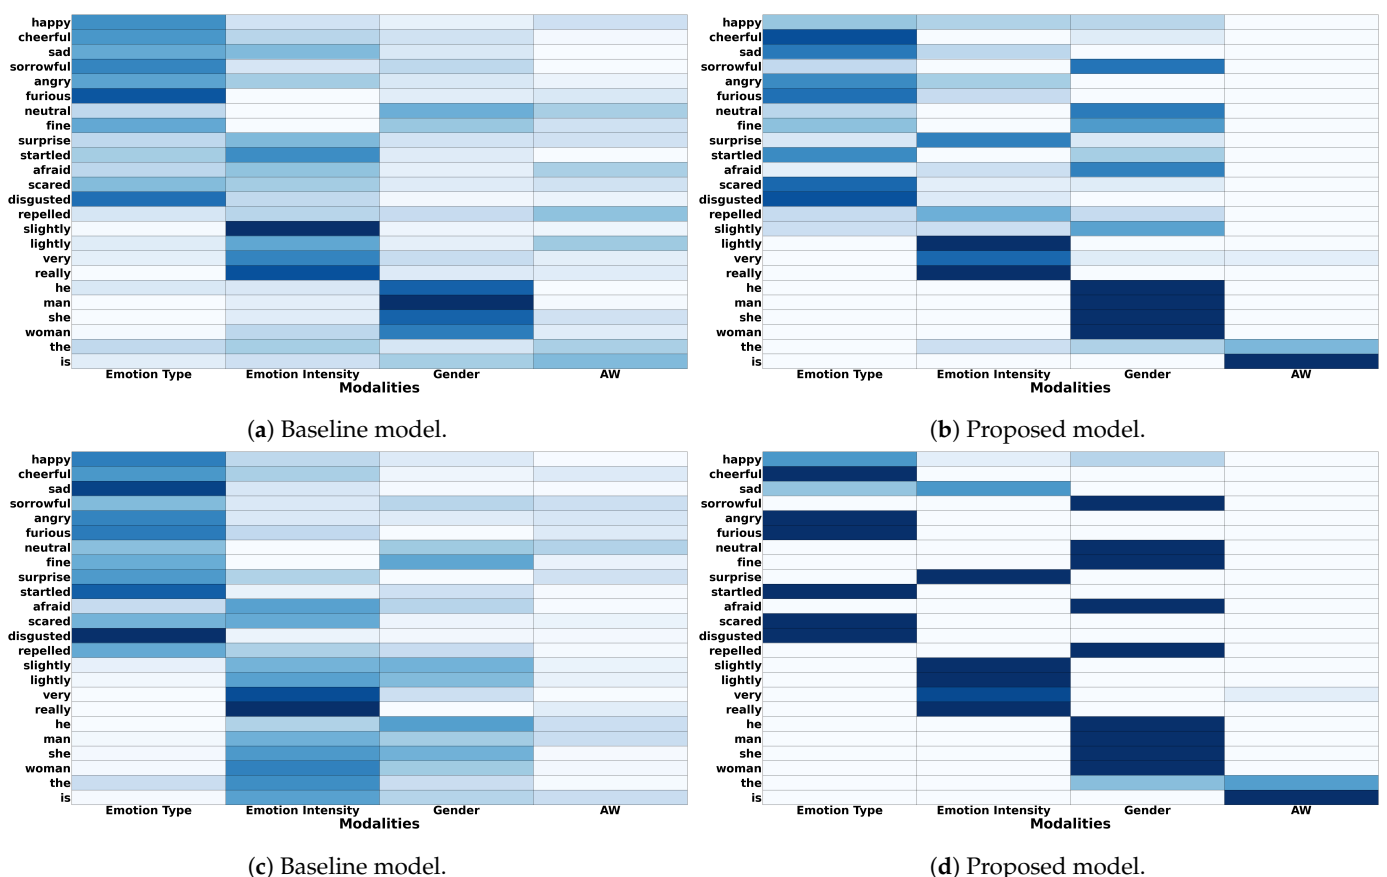 happy
cheerful
sad
sorrowful
angry
furious
neutral
fine
surprise
startled
afraid
scared
disgusted
repelled
slightly
lightly
very
really
he
man
she
woman
the
is
Emotion Type Emotion Intensity Gender AW
Modalities
(a) Baseline model.
happy
cheerful
sad
sorrowful
angry
furious
neutral
fine
surprise
startled
afraid
scared
disgusted
repelled
slightly
lightly
very
really
he
man
she
woman
the
is
Emotion Type Emotion Intensity Gender AW
Modalities
(b) Proposed model.
happy
cheerful
sad
sorrowful
angry
furious
neutral
fine
surprise
startled
afraid
scared
disgusted
repelled
slightly
lightly
very
really
he
man
she
woman
the
is
Emotion Type Emotion Intensity Gender AW
Modalities
(c) Baseline model.
happy
cheerful
sad
sorrowful
angry
furious
neutral
fine
surprise
startled
afraid
scared
disgusted
repelled
slightly
lightly
very
really
he
man
she
woman
the
is
Emotion Type Emotion Intensity Gender AW
Modalities
(d) Proposed model.